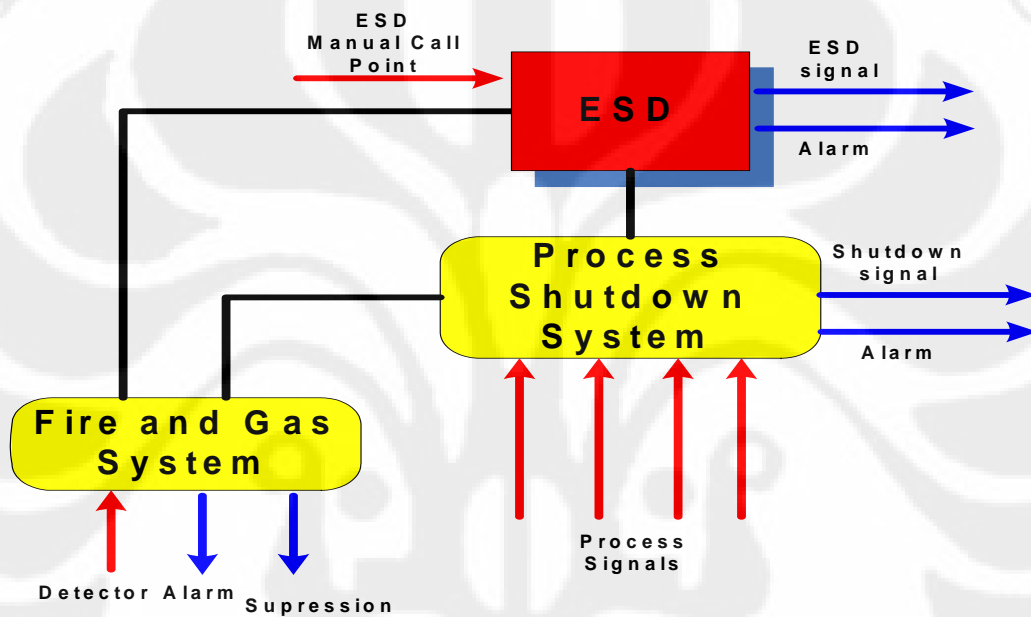 ESD
Manual Call
Point
ESD
ESD
signal
Alarm
Process
Shutdown
System
Shutdown
signal
Alarm
Fire and Gas
System
Process
Signals
Detector
Alarm
Supression